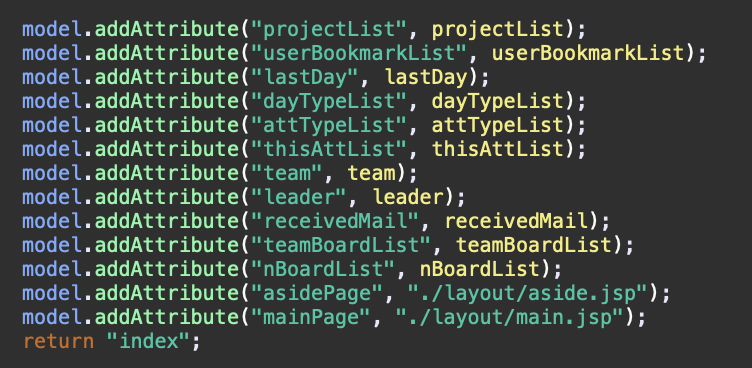 model.addAttribute("projectList", projectList);
model.addAttribute("userBookmarkList", userBookmarkList);
model.addAttribute("lastDay", lastDay);
model.addAttribute("dayTypeList", dayTypeList);
model.addAttribute("attTypeList", attTypeList);
model.addAttribute("thisAttList", thisAttList);
model.addAttribute("team", team);
model.addAttribute("leader", leader);
model.addAttribute("receivedMail", receivedMail);
model.addAttribute("teamBoardList", teamBoardList);
model.addAttribute("nBoardList", nBoardList);
model.addAttribute("asidePage", "./layout/aside.jsp");
model.addAttribute("mainPage", "./layout/main.jsp");
return "index";